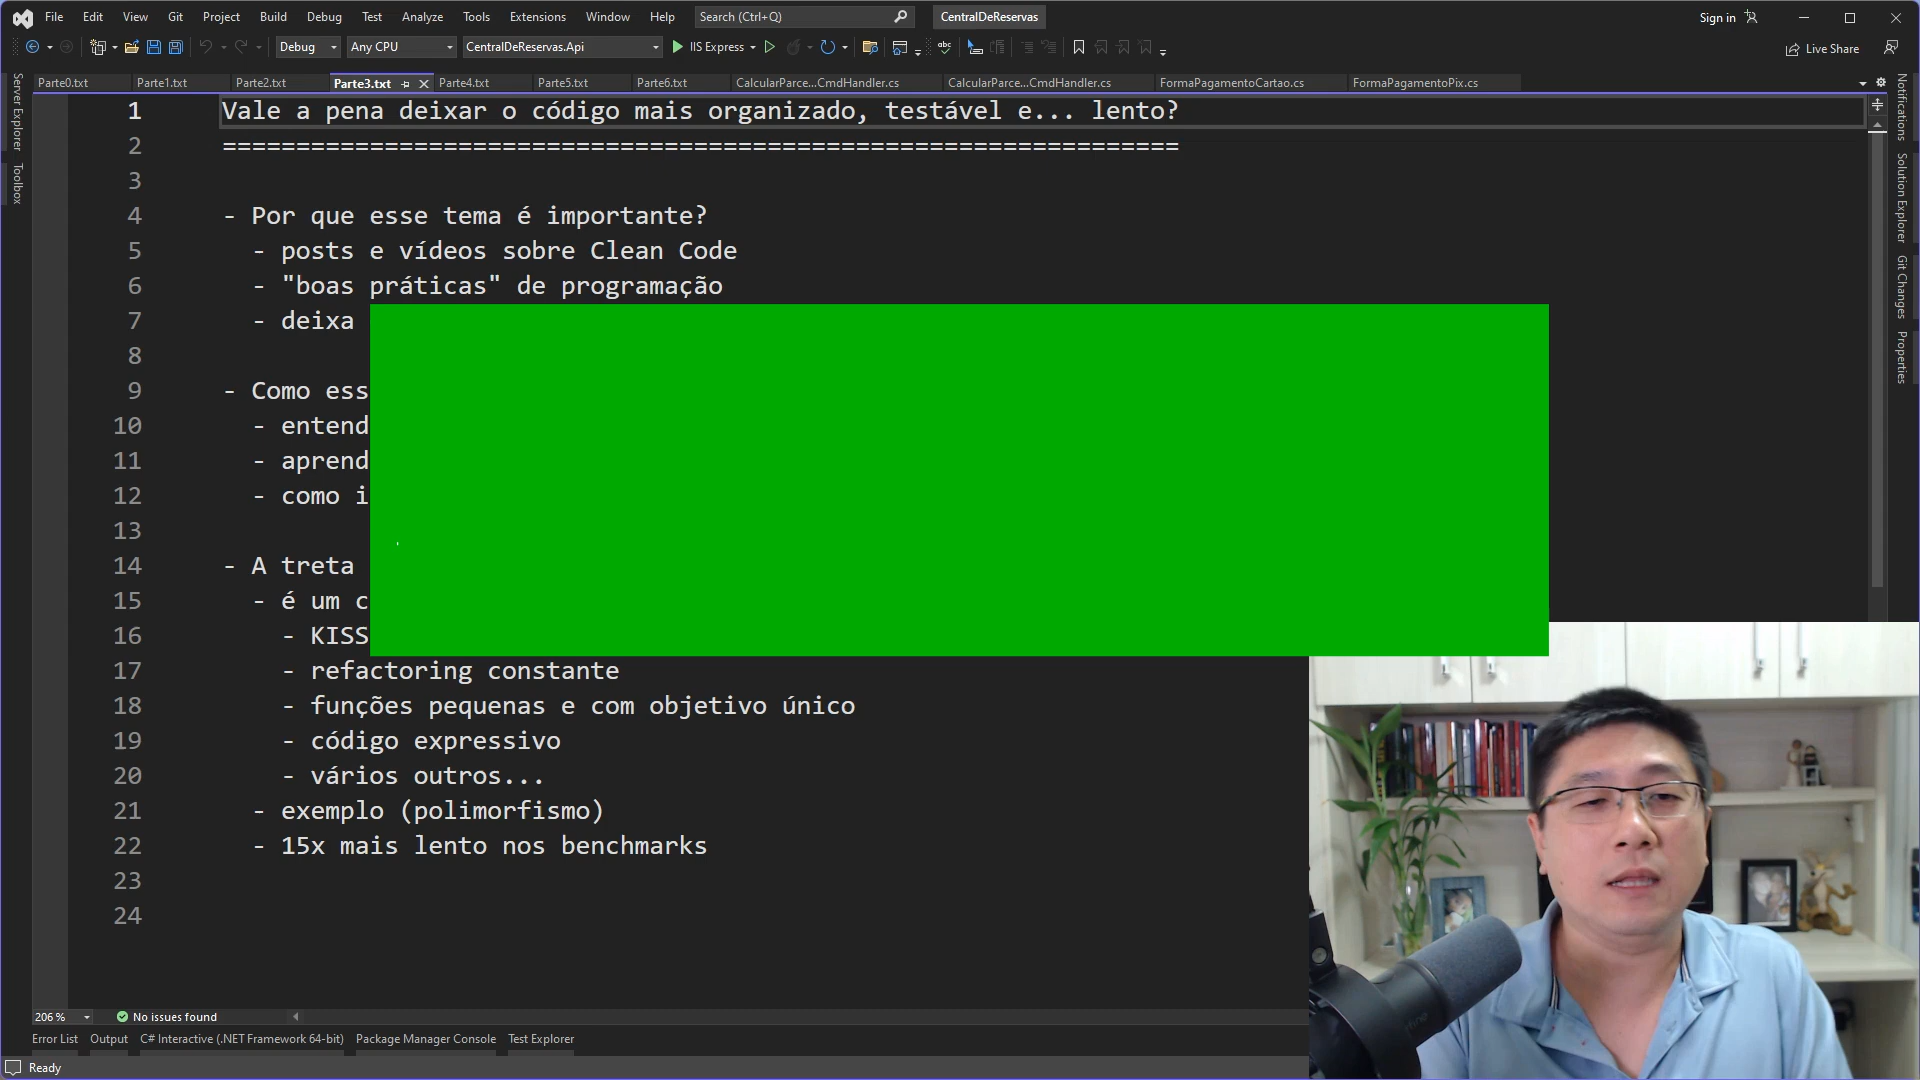 File Edit View Git Project Build Debug Test Analyze Tools Extensions Window Help Search (Ctrl+Q) CentralDeReservas Sign in
Debug Any CPU CentralDeReservas.Api IIS Express Live Share
Parte0.txt Parte1.txt Parte2.txt Parte3.txt Parte4.txt Parte5.txt Parte6.txt CalcularParce...CmdHandler.cs CalcularParce...CmdHandler.cs FormaPagamentoCartao.cs FormaPagamentoPix.cs
Server Explorer
Toolbox
Notifications
Solution Explorer
Git Changes
Properties
1 Vale a pena deixar o código mais organizado, testável e... lento?
2 =================================================================
3
4 - Por que esse tema é importante?
5 - posts e vídeos sobre Clean Code
6 - "boas práticas" de programação
7 - deixa
8
9 - Como ess
10 - entend
11 - aprend
12 - como i
13
14 - A treta
15 - é um c
16 - KISS
17 - refactoring constante
18 - funções pequenas e com objetivo único
19 - código expressivo
20 - vários outros...
21 - exemplo (polimorfismo)
22 - 15x mais lento nos benchmarks
23
24
206 % No issues found
Error List Output C# Interactive (.NET Framework 64-bit) Package Manager Console Test Explorer
Ready